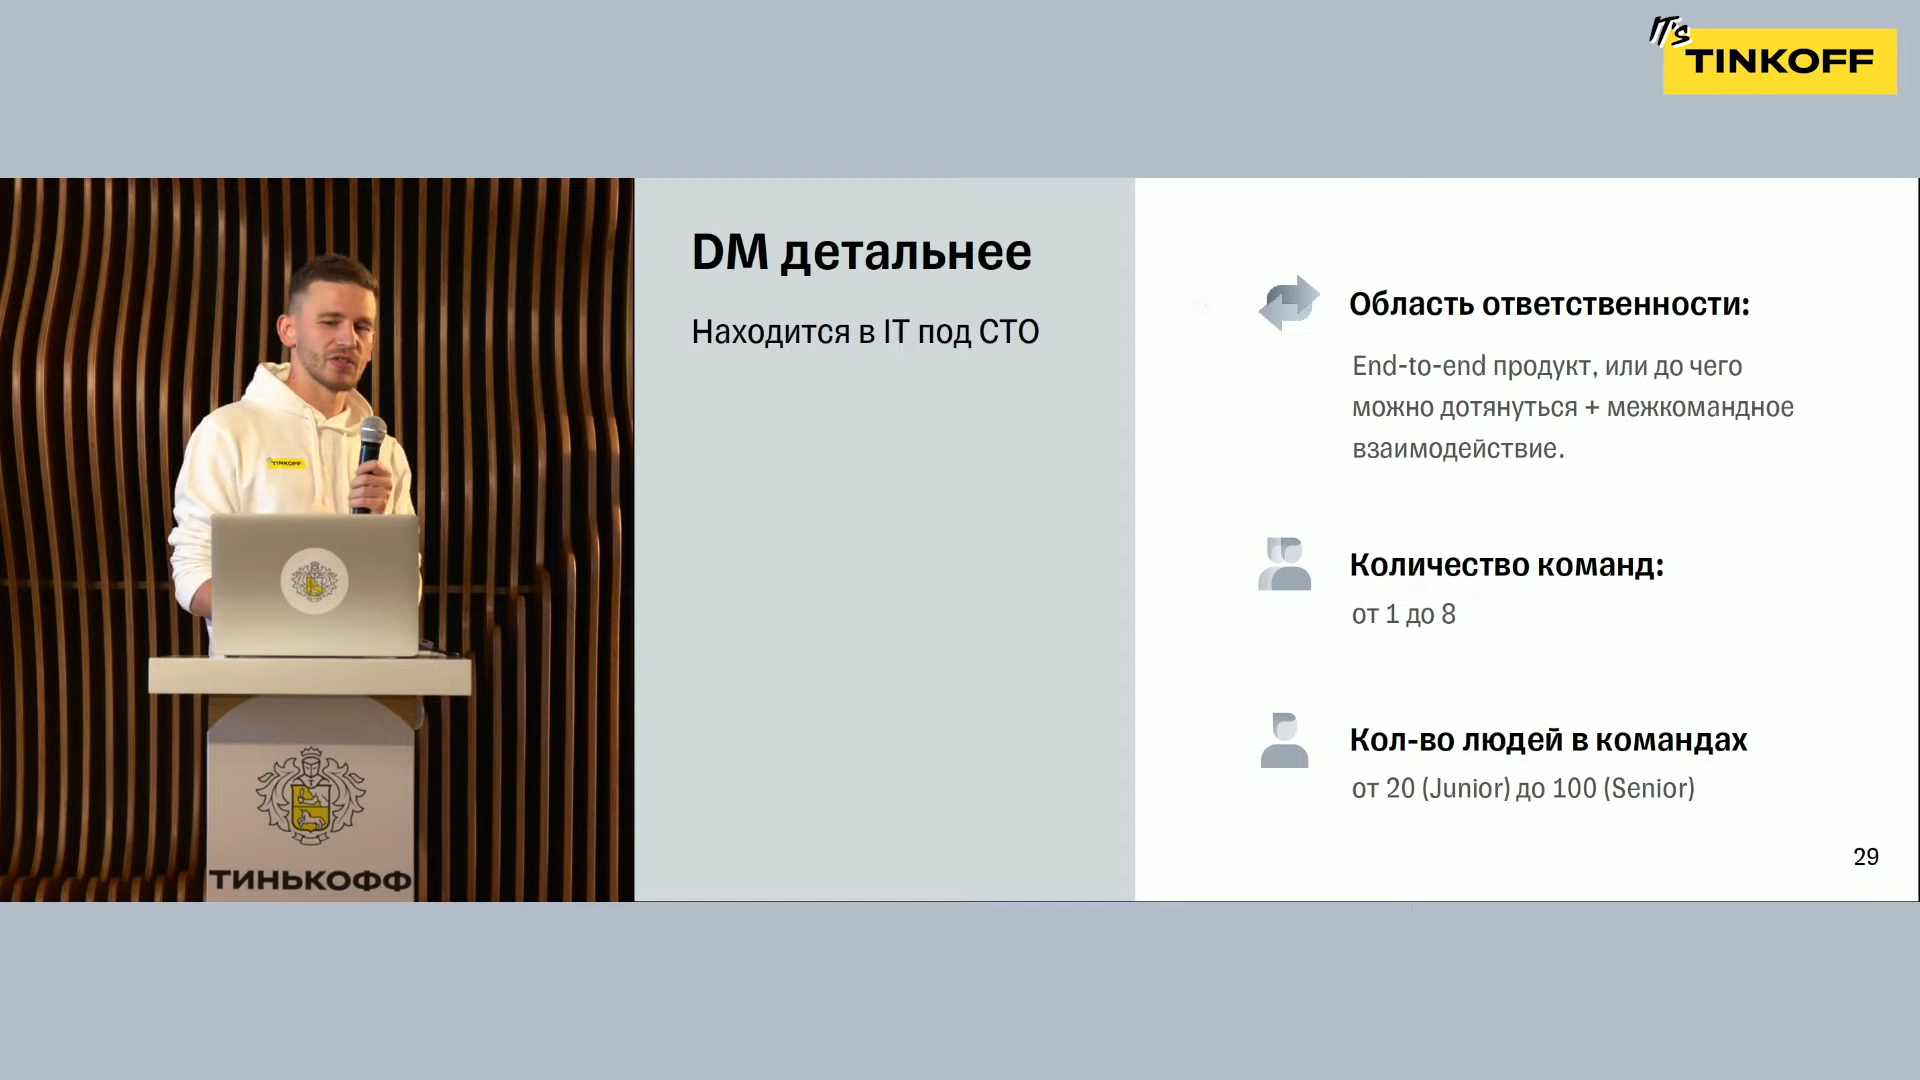 IT's
TINKOFF
DM детальнее
Находится в IT под CTO
Область ответственности:
End-to-end продукт, или до чего
можно дотянуться + межкомандное
взаимодействие.
Количество команд:
от 1 до 8
Кол-во людей в командах
от 20 (Junior) до 100 (Senior)
29
TINKOFF
ТИНЬКОФФ